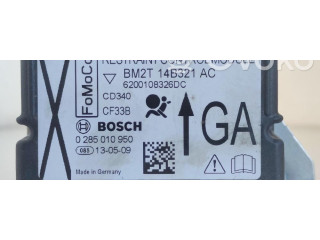 FoMoCo
BM2T 14B321 AC
6200108326DC
CD340
CF33B
BOSCH
GA
0 285 010 950
13-05-09
Made in Germany